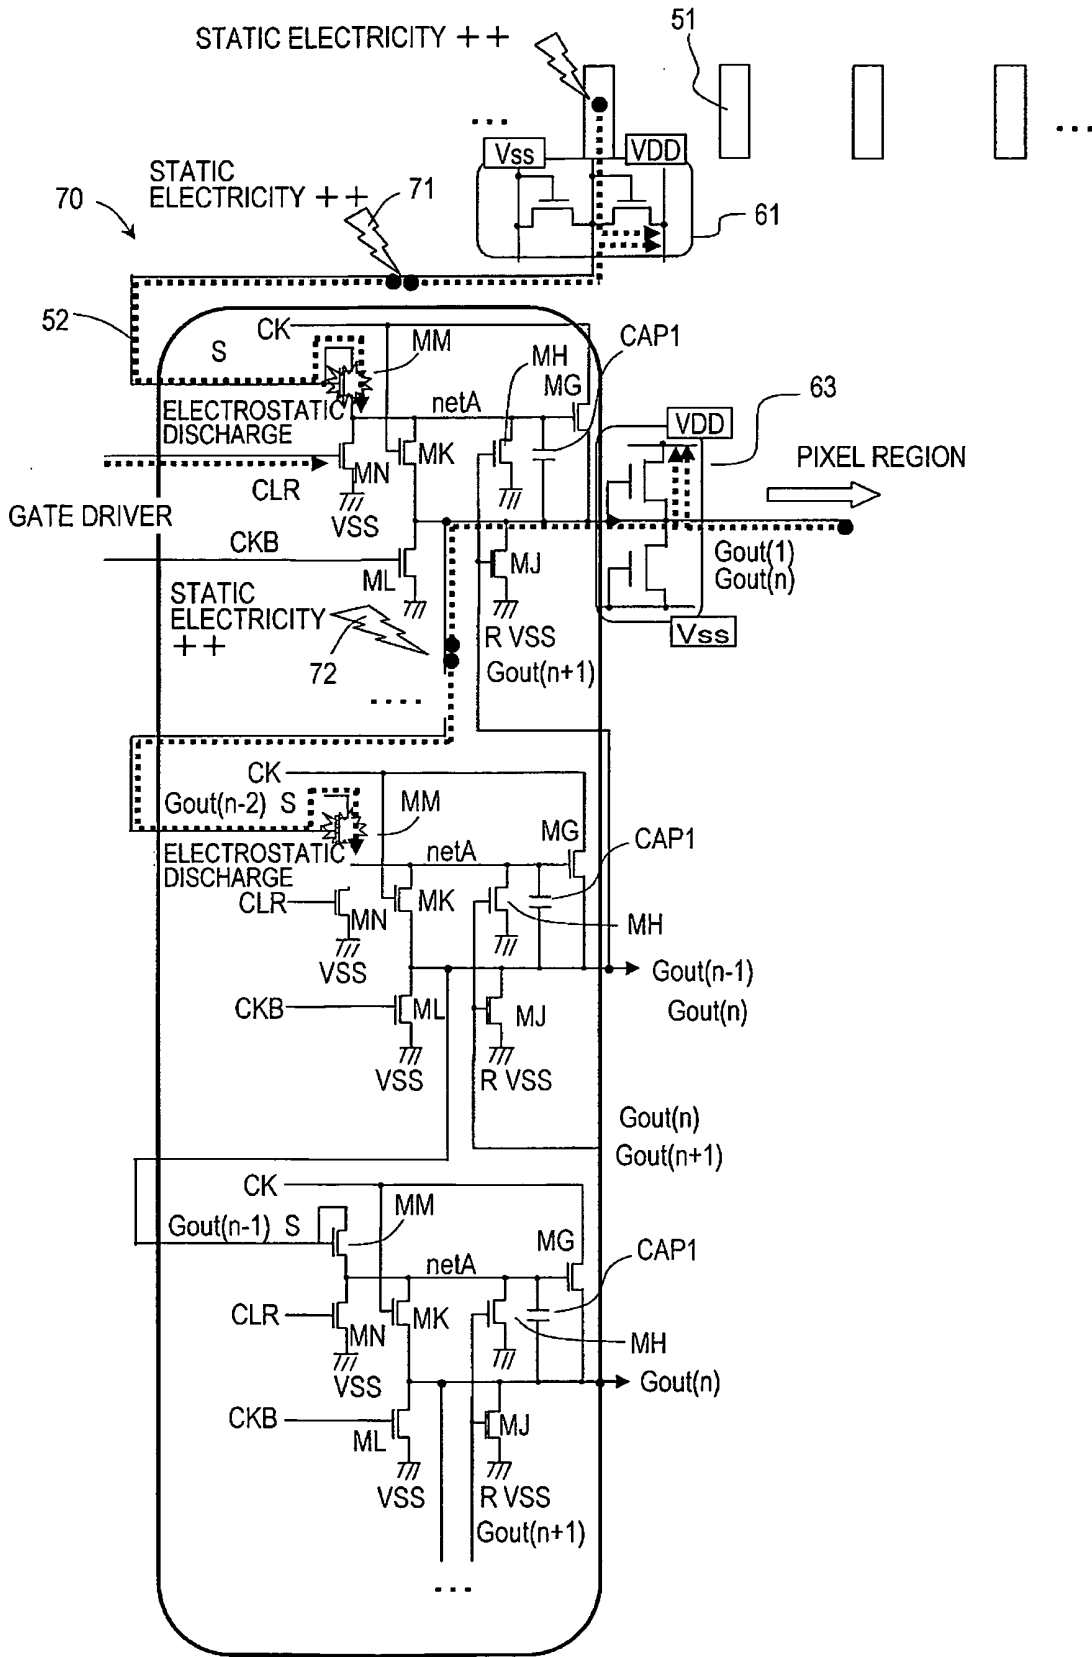 STATIC ELECTRICITY ++
51
...
...
Vss
VDD
STATIC
ELECTRICITY ++
71
70
61
52
CK
S
MM
CAP1
MH
MG
63
ELECTROSTATIC
DISCHARGE
netA
VDD
MK
MN
PIXEL REGION
CLR
VSS
GATE DRIVER
CKB
Gout(1)
Gout(n)
MJ
ML
STATIC
ELECTRICITY
++
R VSS
Vss
Gout(n+1)
72
....
CK
Gout(n-2) S
MM
MG
CAP1
ELECTROSTATIC
DISCHARGE
netA
CLR
MK
MN
MH
VSS
Gout(n-1)
CKB
ML
MJ
Gout(n)
VSS
R VSS
Gout(n)
Gout(n+1)
CK
Gout(n-1) S
MM
MG
CAP1
netA
CLR
MK
MN
MH
VSS
Gout(n)
CKB
MJ
ML
VSS
R VSS
Gout(n+1)
...